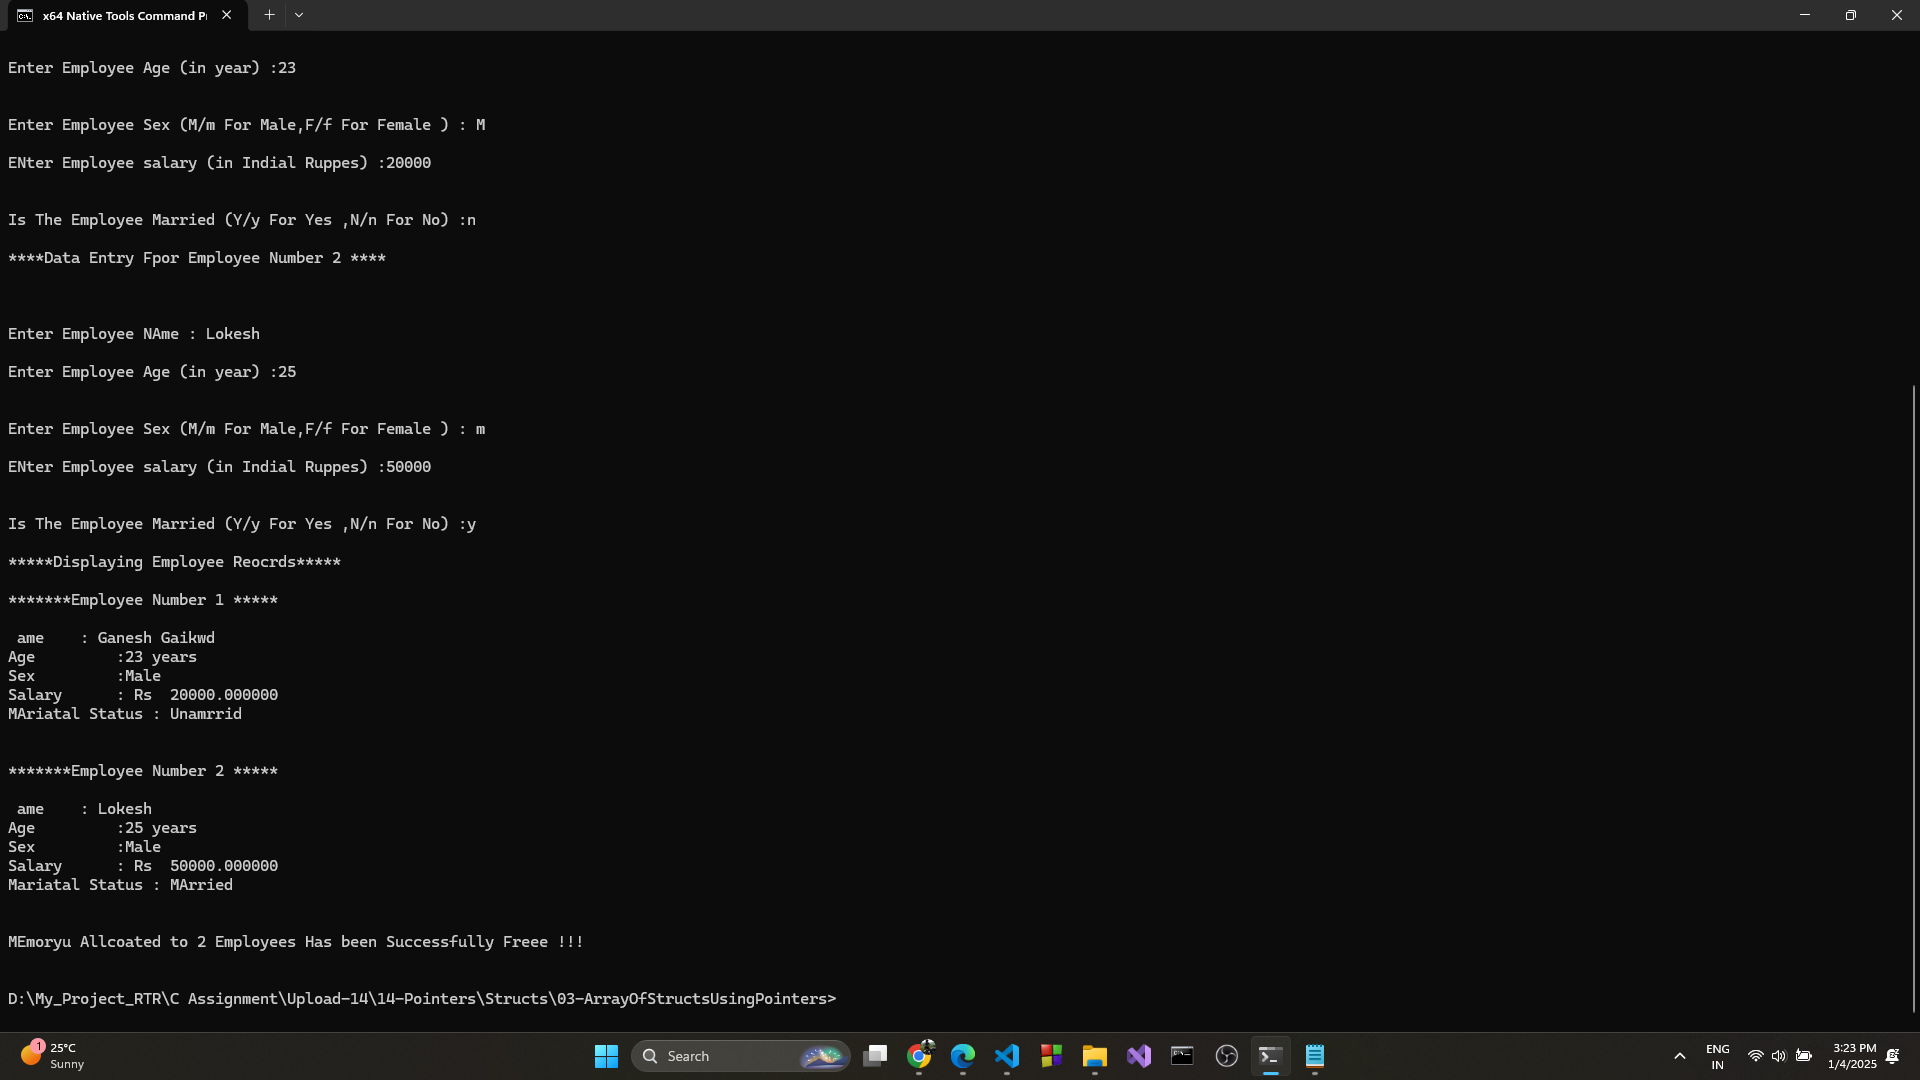 x64 Native Tools Command P
Enter Employee Age (in year) :23
Enter Employee Sex (M/m For Male,F/f For Female ) : M
ENter Employee salary (in Indial Ruppes) :20000
Is The Employee Married (Y/y For Yes ,N/n For No) :n
****Data Entry Fpor Employee Number 2 ****
Enter Employee NAme : Lokesh
Enter Employee Age (in year) :25
Enter Employee Sex (M/m For Male,F/f For Female ) : m
ENter Employee salary (in Indial Ruppes) :50000
Is The Employee Married (Y/y For Yes ,N/n For No) :y
*****Displaying Employee Reocrds*****
*******Employee Number 1 *****
ame    : Ganesh Gaikwd
Age         :23 years
Sex         :Male
Salary      : Rs  20000.000000
MAriatal Status : Unamrrid
*******Employee Number 2 *****
ame    : Lokesh
Age         :25 years
Sex         :Male
Salary      : Rs  50000.000000
Mariatal Status : MArried
MEmoryu Allcoated to 2 Employees Has been Successfully Freee !!!
D:\My_Project_RTR\C Assignment\Upload-14\14-Pointers\Structs\03-ArrayOfStructsUsingPointers>
1
25°C
Sunny
Search
ENG
IN
3:23 PM
1/4/2025